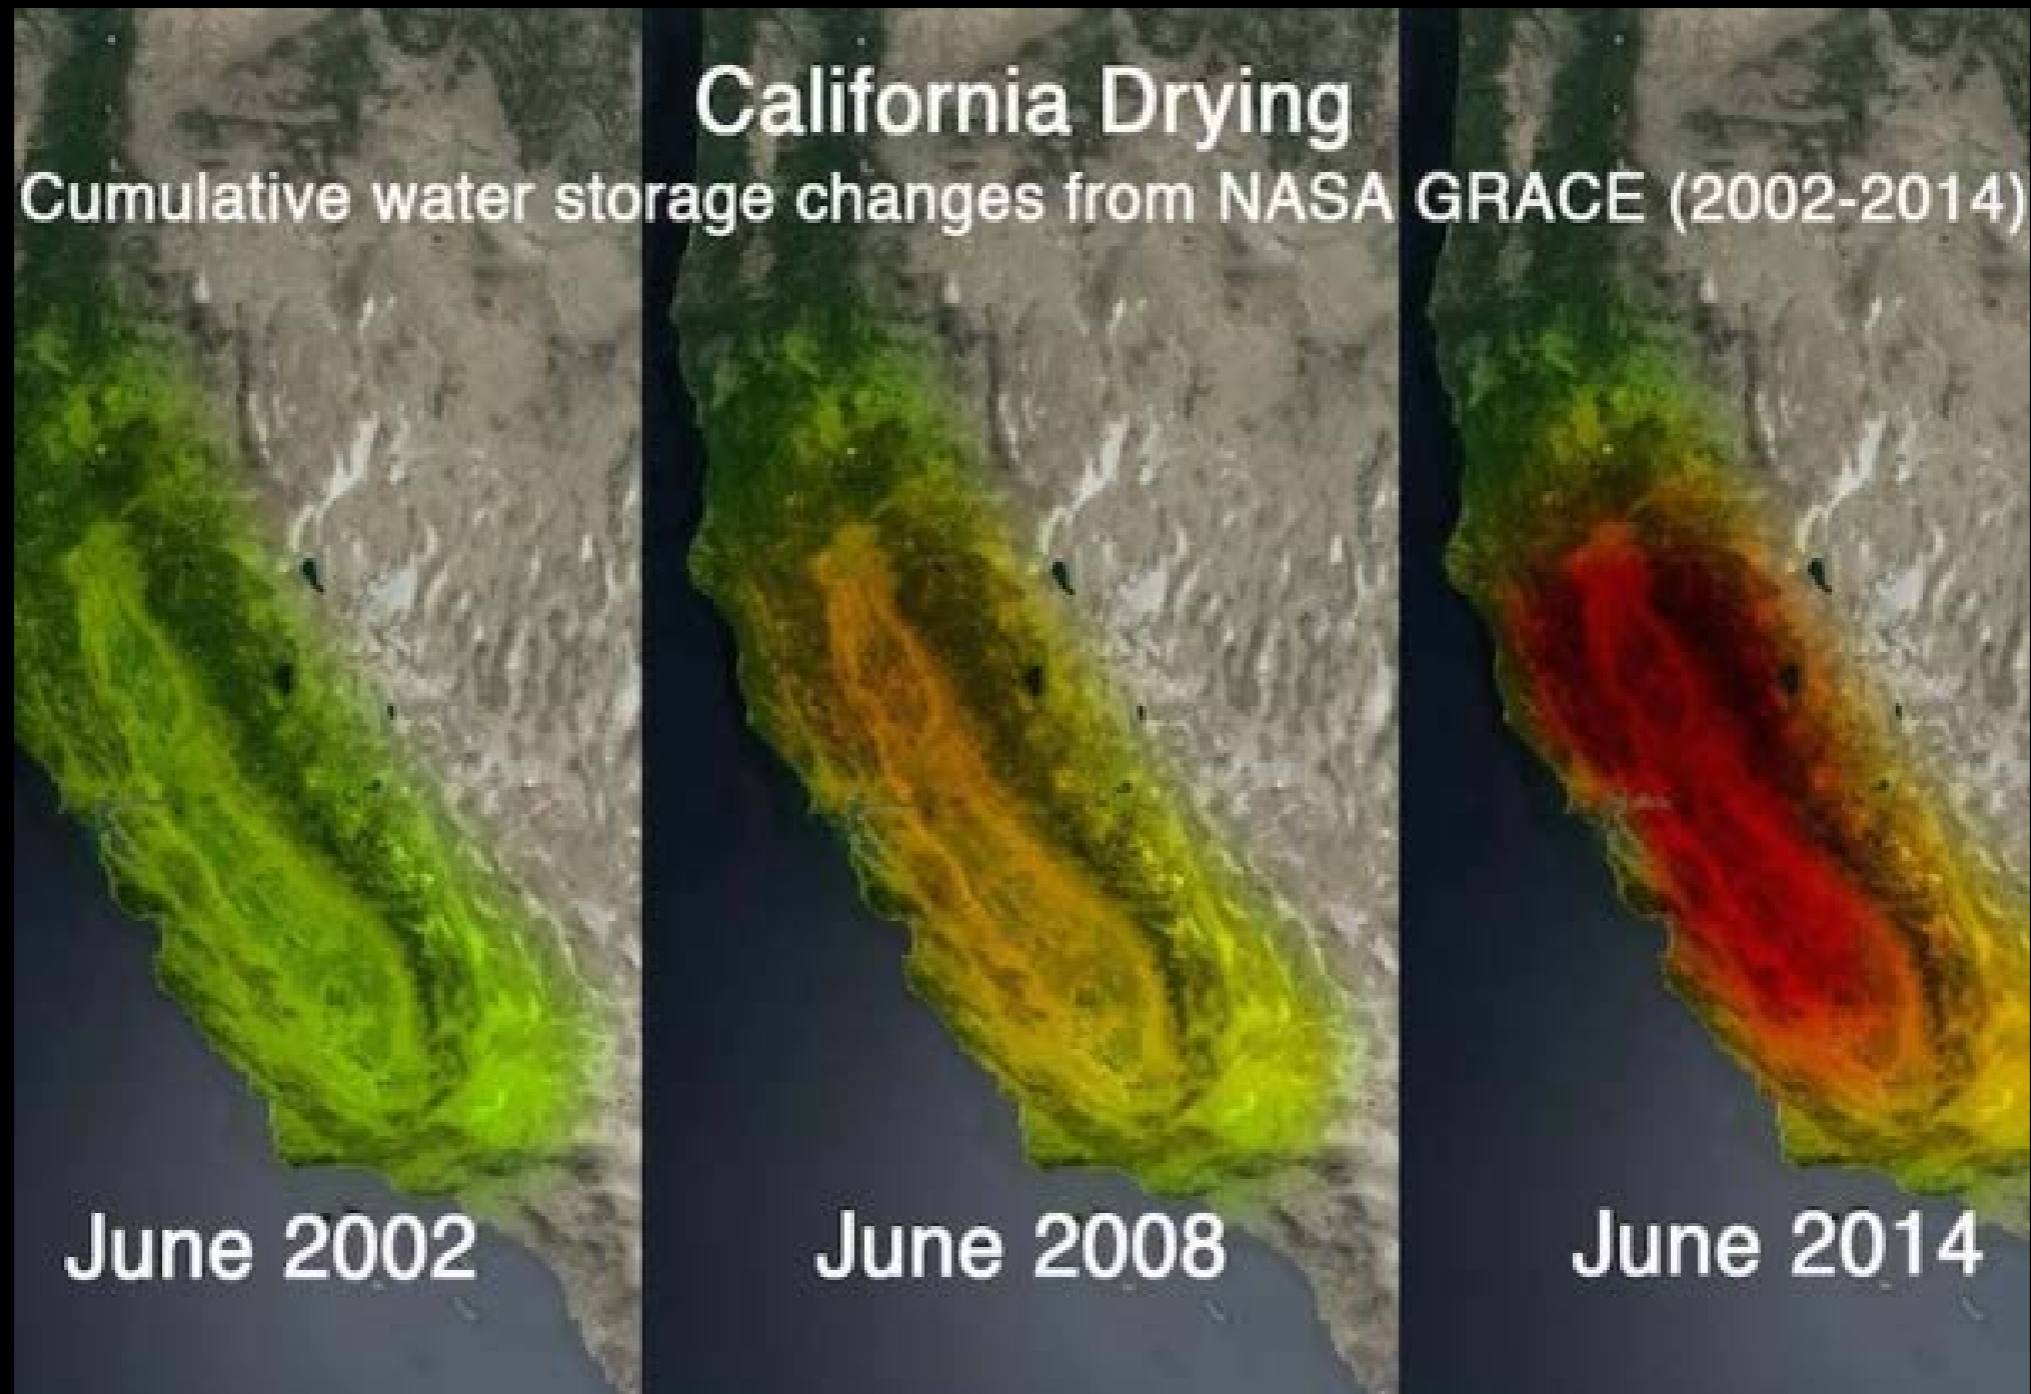 California Drying
Cumulative water storage changes from NASA GRACE (2002-2014)
June 2002
June 2008
June 2014